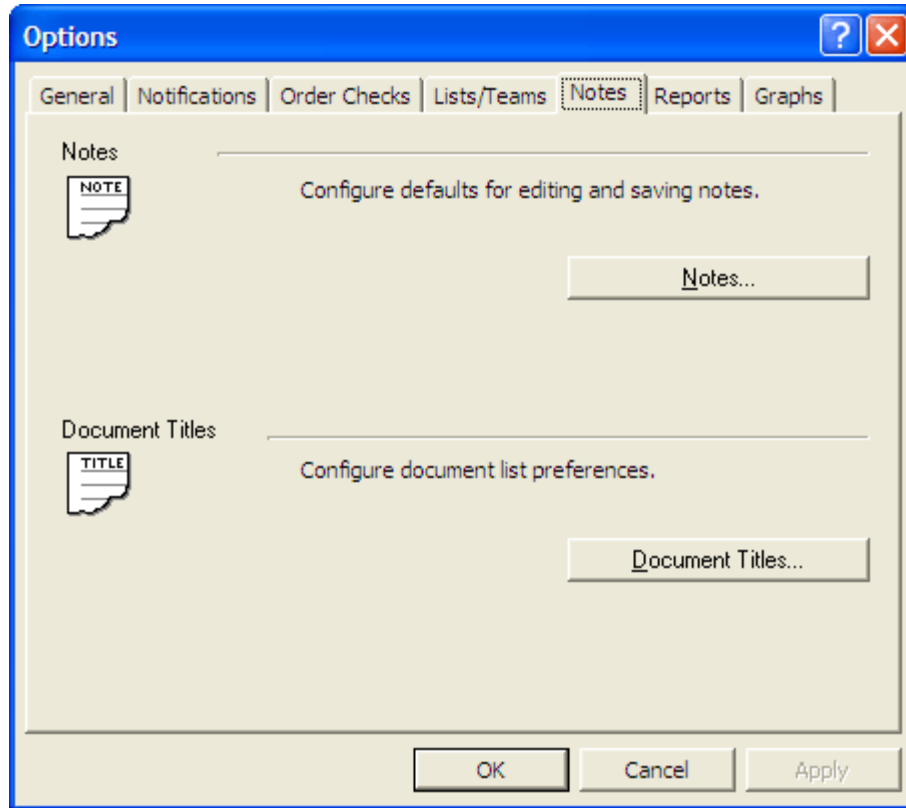 Options
General Notifications Order Checks Lists/Teams Notes Reports Graphs
Notes
NOTE
Configure defaults for editing and saving notes.
Notes...
Document Titles
TITLE
Configure document list preferences.
Document Titles...
OK Cancel Apply